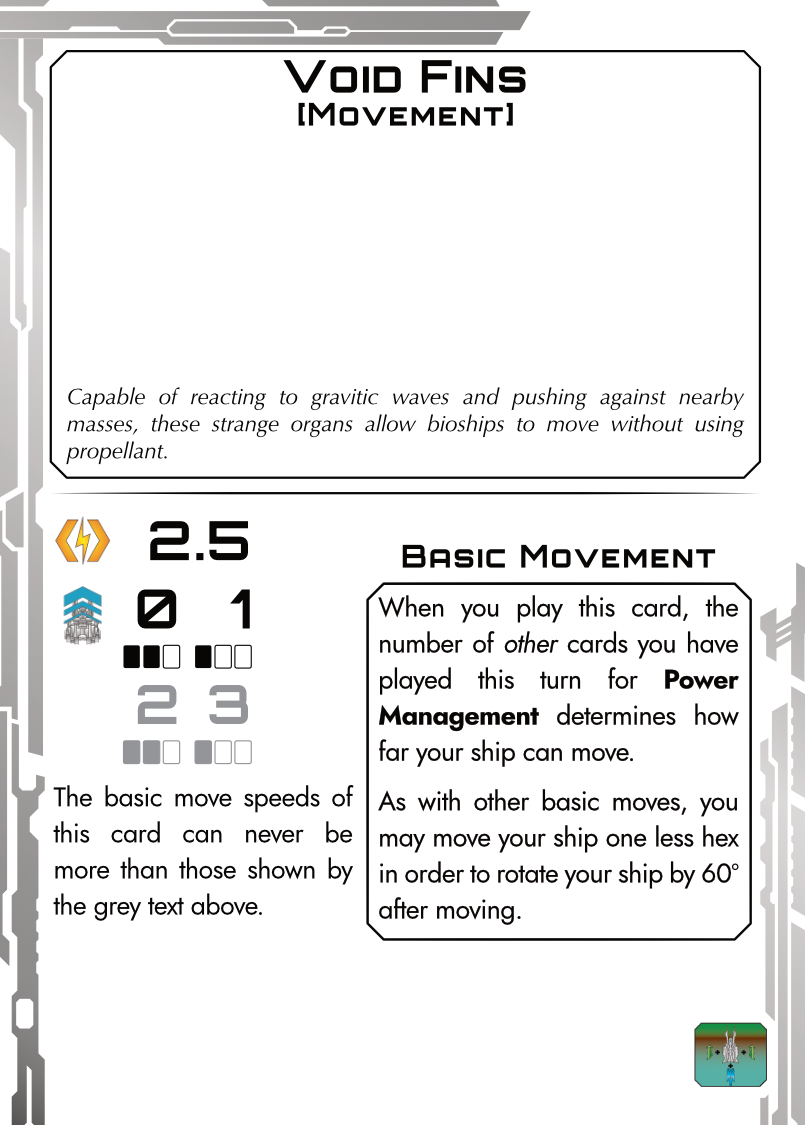 Void Fins
[Movement]
Capable of reacting to gravitic waves and pushing against nearby
masses, these strange organs allow bioships to move without using
propellant.
2.5
0 1
2 3
The basic move speeds of
this card can never be
more than those shown by
the grey text above.
Basic Movement
When you play this card, the
number of other cards you have
played this turn for Power
Management determines how
far your ship can move.
As with other basic moves, you
may move your ship one less hex
in order to rotate your ship by 60°
after moving.